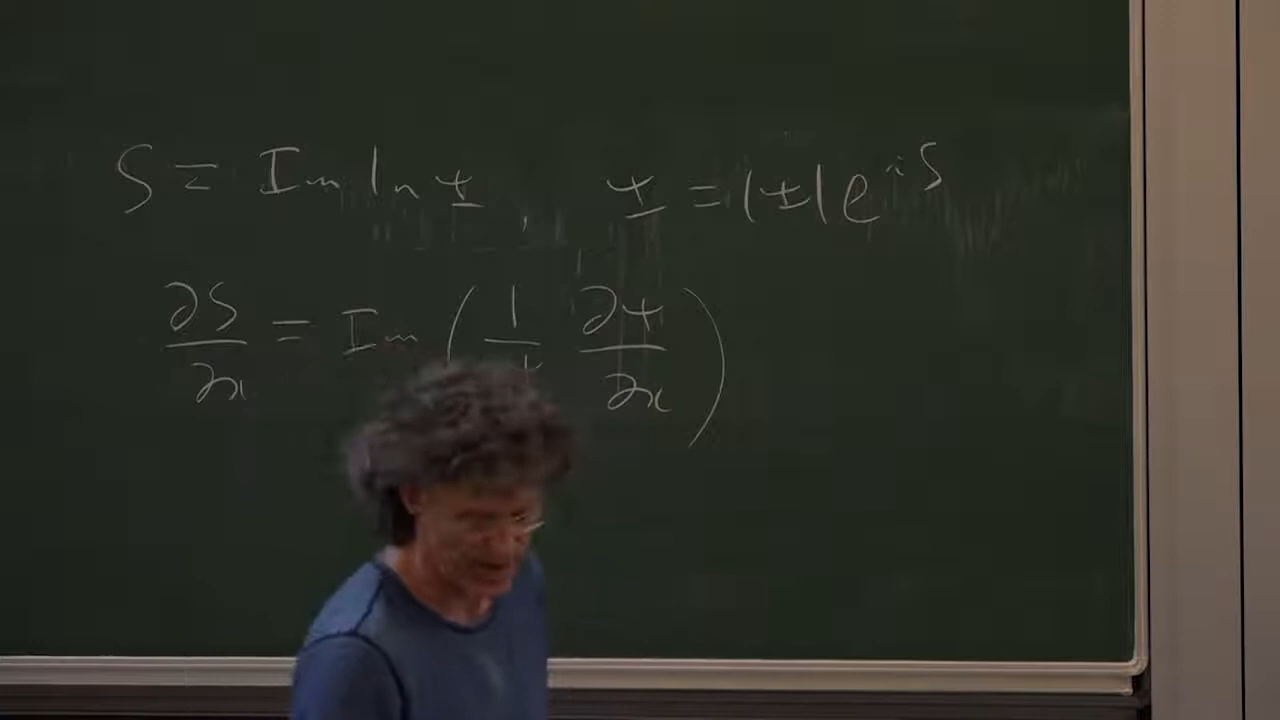 S = Im ln Ψ, Ψ = |Ψ| e^{iS}
∂S/∂x = Im ( 1/Ψ ∂Ψ/∂x )